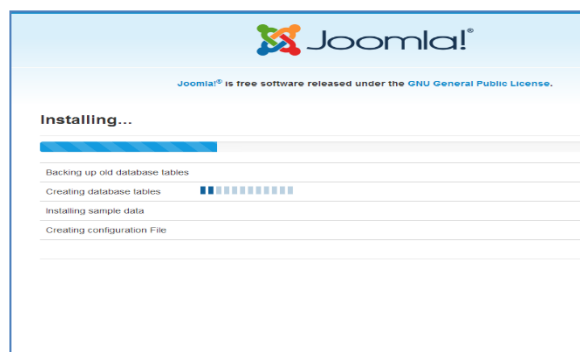 Joomla!®
Joomla!® is free software released under the GNU General Public License.
Installing...
Backing up old database tables
Creating database tables
Installing sample data
Creating configuration File